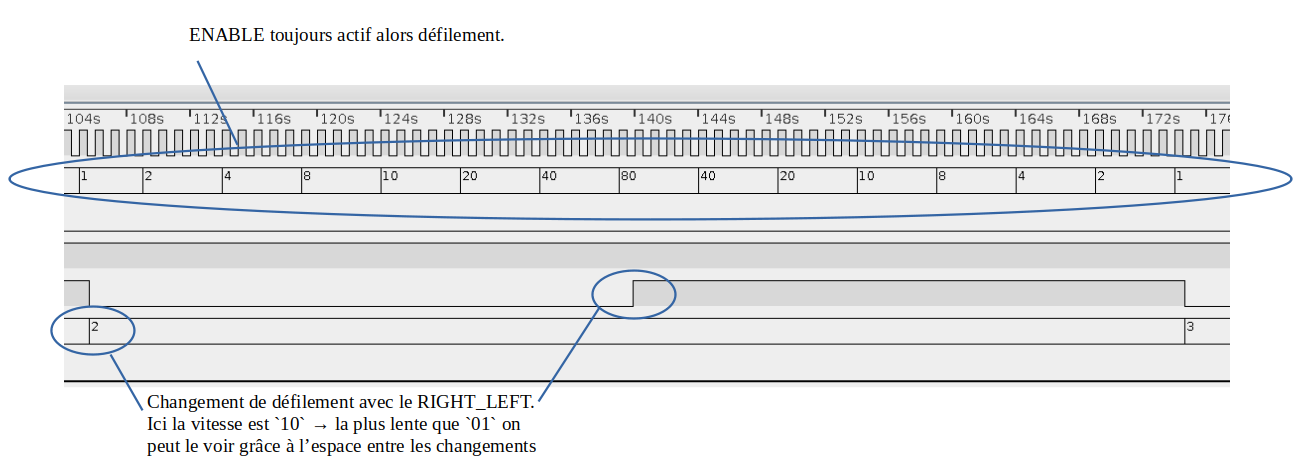 ENABLE toujours actif alors défilement.
104s 108s 112s 116s 120s 124s 128s 132s 136s 140s 144s 148s 152s 156s 160s 164s 168s 172s 176
1 2 4 8 10 20 40 80 40 20 10 8 4 2 1
2 3
Changement de défilement avec le RIGHT_LEFT.
Ici la vitesse est `10` → la plus lente que `01` on
peut le voir grâce à l’espace entre les changements